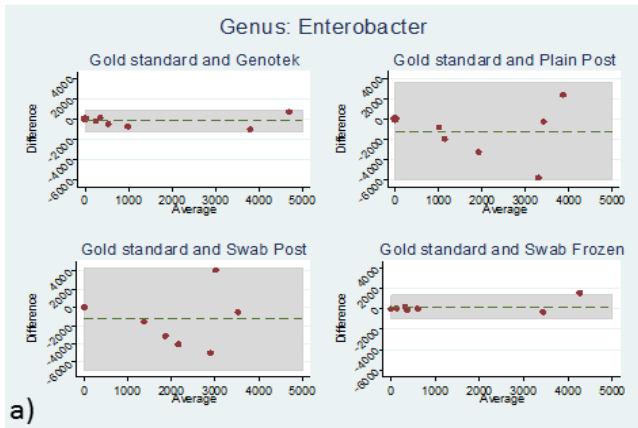 Genus: Enterobacter
Gold standard and Genotek
Difference
4000
2000
0
-2000
-4000
-6000
0 1000 2000 3000 4000 5000
Average
Gold standard and Plain Post
Difference
4000
2000
0
-2000
-4000
-6000
0 1000 2000 3000 4000 5000
Average
Gold standard and Swab Post
Difference
4000
2000
0
-2000
-4000
-6000
0 1000 2000 3000 4000 5000
Average
Gold standard and Swab Frozen
Difference
4000
2000
0
-2000
-4000
-6000
0 1000 2000 3000 4000 5000
Average
a)